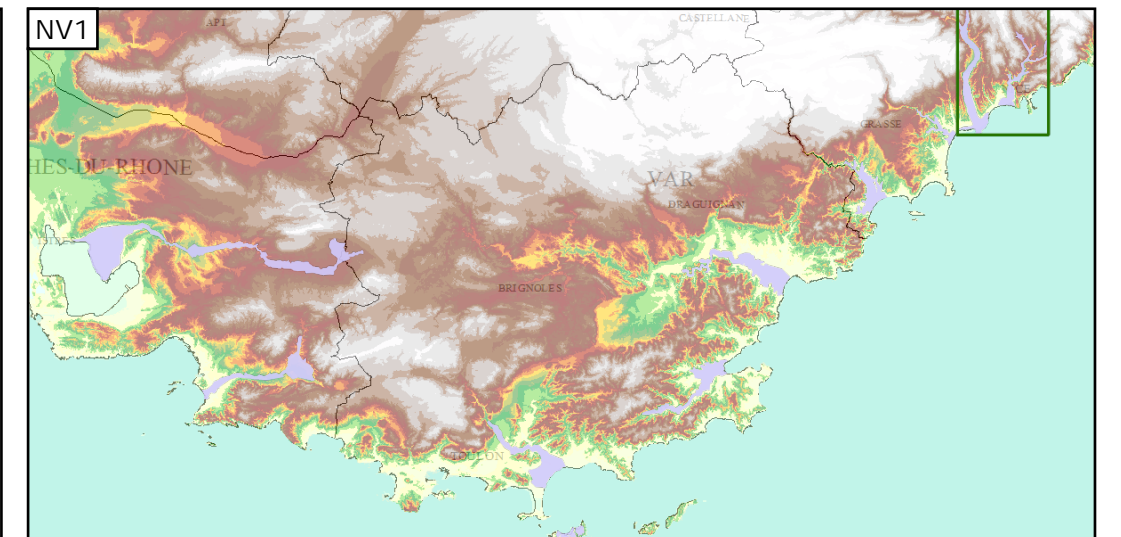 NV1
APT
CASTELLANE
GRASSE
HES-DU-RHONE
VAR
DRAGUIGNAN
BRIGNOLES
TOULON